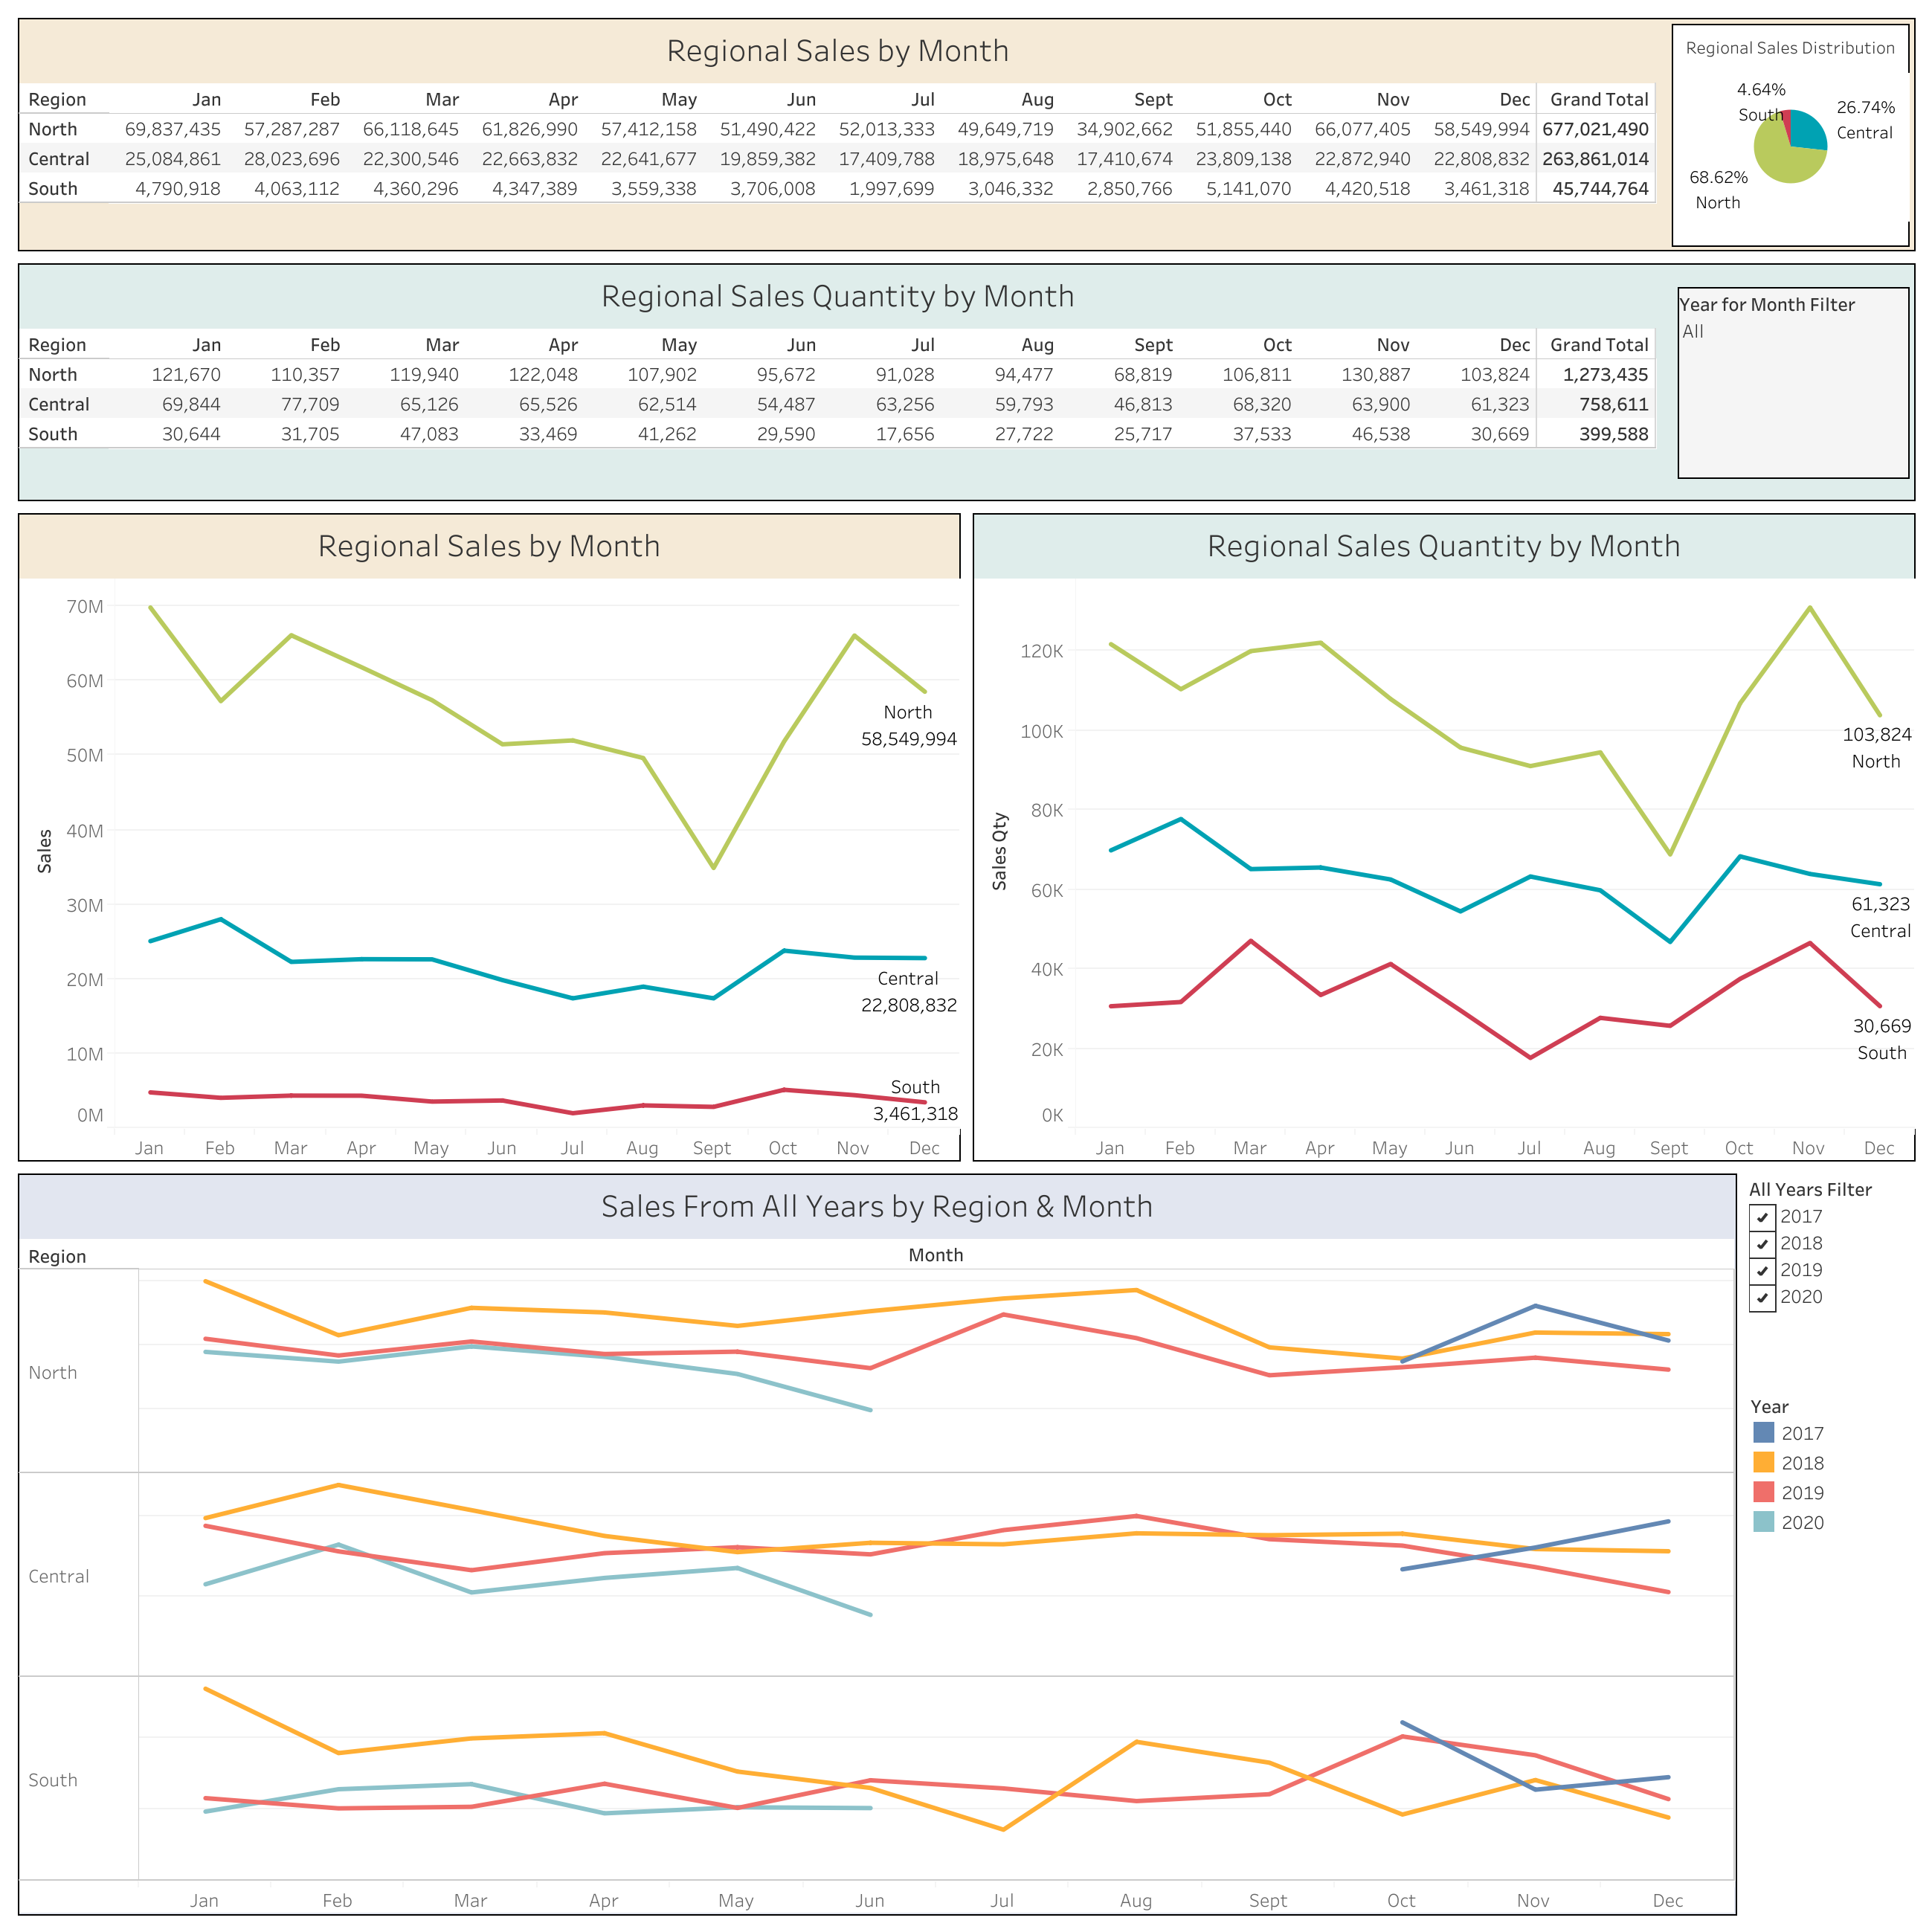 Regional Sales by Month
Region Jan Feb Mar Apr May Jun Jul Aug Sept Oct Nov Dec Grand Total
North 69,837,435 57,287,287 66,118,645 61,826,990 57,412,158 51,490,422 52,013,333 49,649,719 34,902,662 51,855,440 66,077,405 58,549,994 677,021,490
Central 25,084,861 28,023,696 22,300,546 22,663,832 22,641,677 19,859,382 17,409,788 18,975,648 17,410,674 23,809,138 22,872,940 22,808,832 263,861,014
South 4,790,918 4,063,112 4,360,296 4,347,389 3,559,338 3,706,008 1,997,699 3,046,332 2,850,766 5,141,070 4,420,518 3,461,318 45,744,764
Regional Sales Distribution
4.64%
South
26.74%
Central
68.62%
North
Regional Sales Quantity by Month
Region Jan Feb Mar Apr May Jun Jul Aug Sept Oct Nov Dec Grand Total
North 121,670 110,357 119,940 122,048 107,902 95,672 91,028 94,477 68,819 106,811 130,887 103,824 1,273,435
Central 69,844 77,709 65,126 65,526 62,514 54,487 63,256 59,793 46,813 68,320 63,900 61,323 758,611
South 30,644 31,705 47,083 33,469 41,262 29,590 17,656 27,722 25,717 37,533 46,538 30,669 399,588
Year for Month Filter
All
Regional Sales by Month
Sales
70M
60M
50M
40M
30M
20M
10M
0M
North
58,549,994
Central
22,808,832
South
3,461,318
Jan Feb Mar Apr May Jun Jul Aug Sept Oct Nov Dec
Regional Sales Quantity by Month
Sales Qty
120K
100K
80K
60K
40K
20K
0K
103,824
North
61,323
Central
30,669
South
Jan Feb Mar Apr May Jun Jul Aug Sept Oct Nov Dec
Sales From All Years by Region & Month
Region Month
North
Central
South
Jan Feb Mar Apr May Jun Jul Aug Sept Oct Nov Dec
All Years Filter
2017
2018
2019
2020
Year
2017
2018
2019
2020